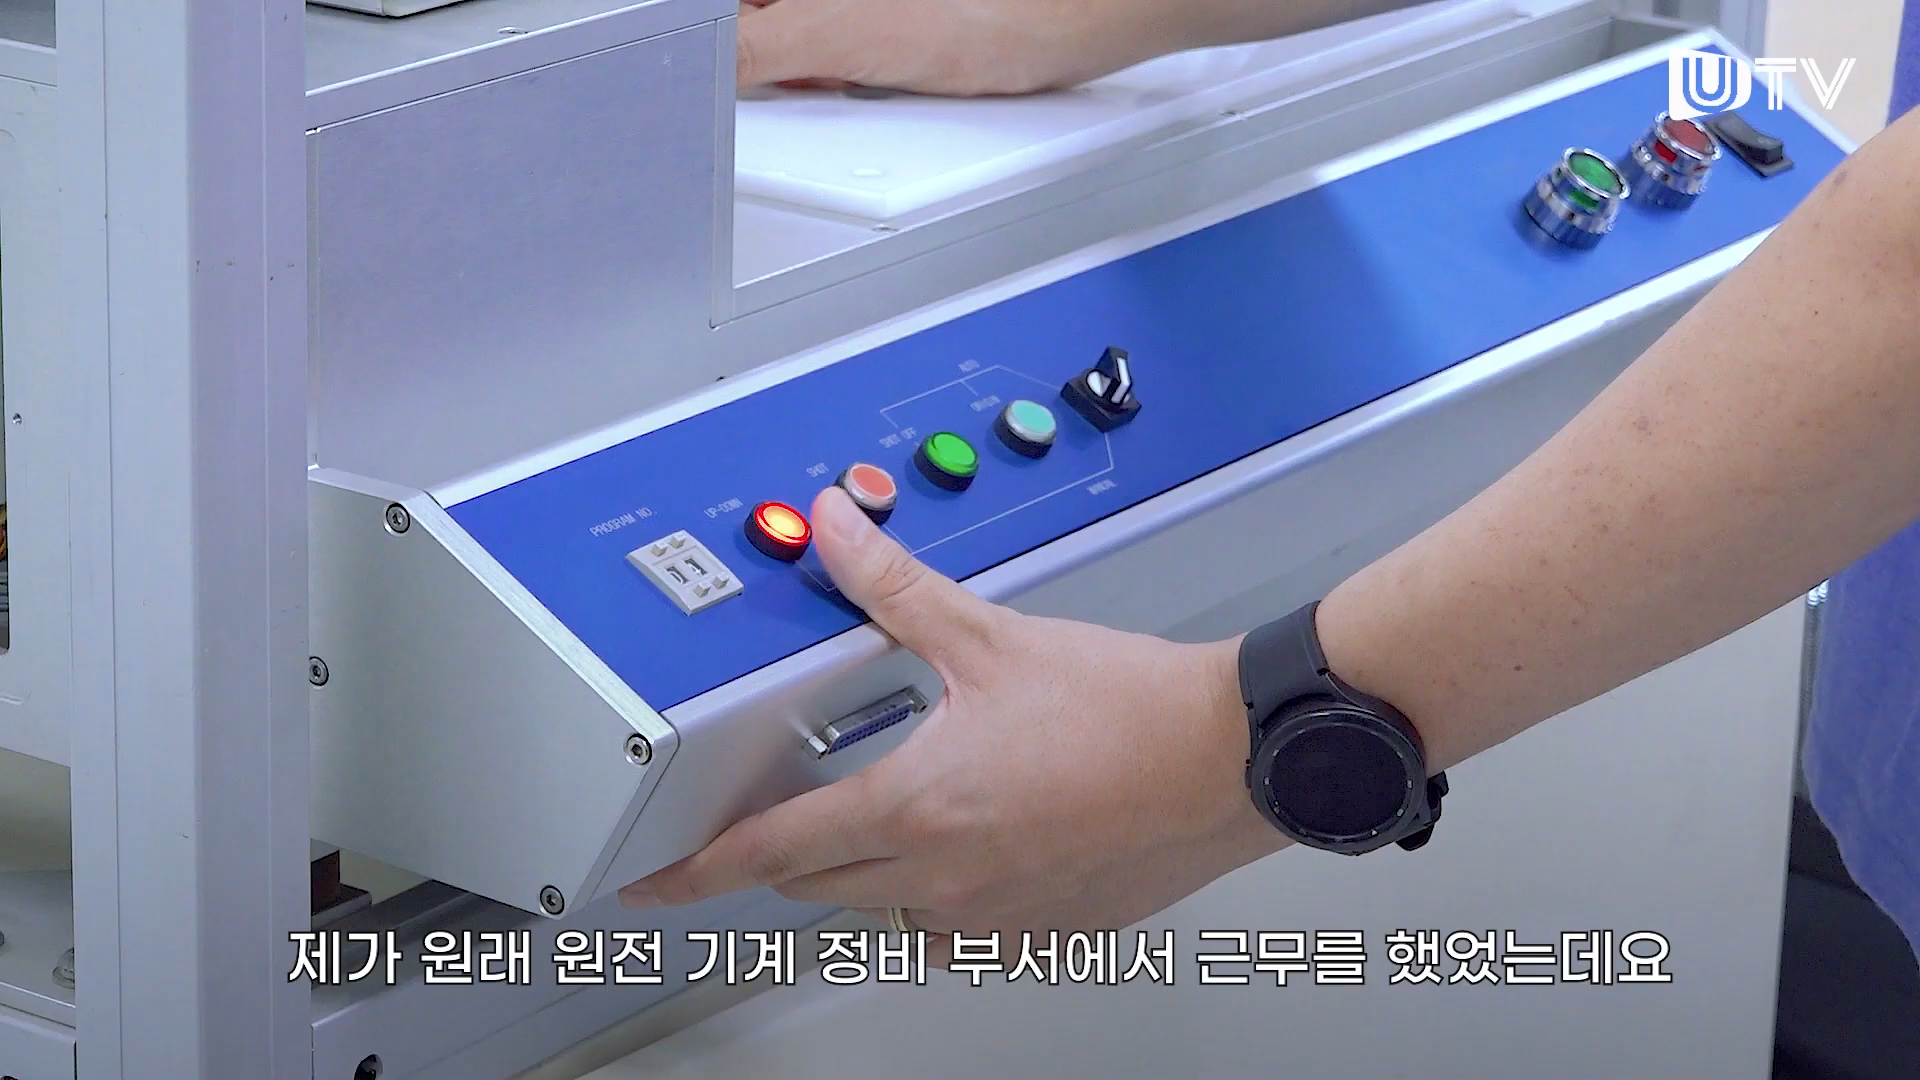 UTV
AUTO
ORIGIN
SHOT OFF
SHOT
UP-DOWN
PROGRAM NO.
MANUAL
제가 원래 원전 기계 정비 부서에서 근무를 했었는데요